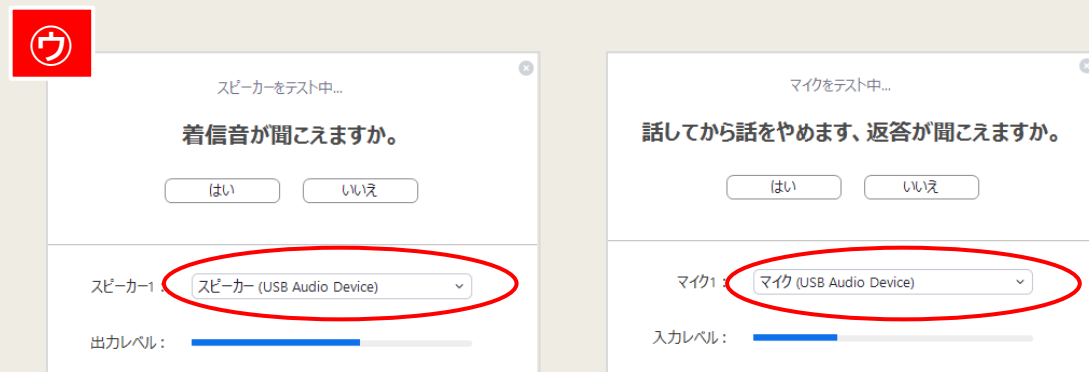 ㋒
スピーカーをテスト中...
着信音が聞こえますか。
はい
いいえ
スピーカー1：
スピーカー (USB Audio Device)
出力レベル：
マイクをテスト中...
話してから話をやめます、返答が聞こえますか。
はい
いいえ
マイク1：
マイク (USB Audio Device)
入力レベル：